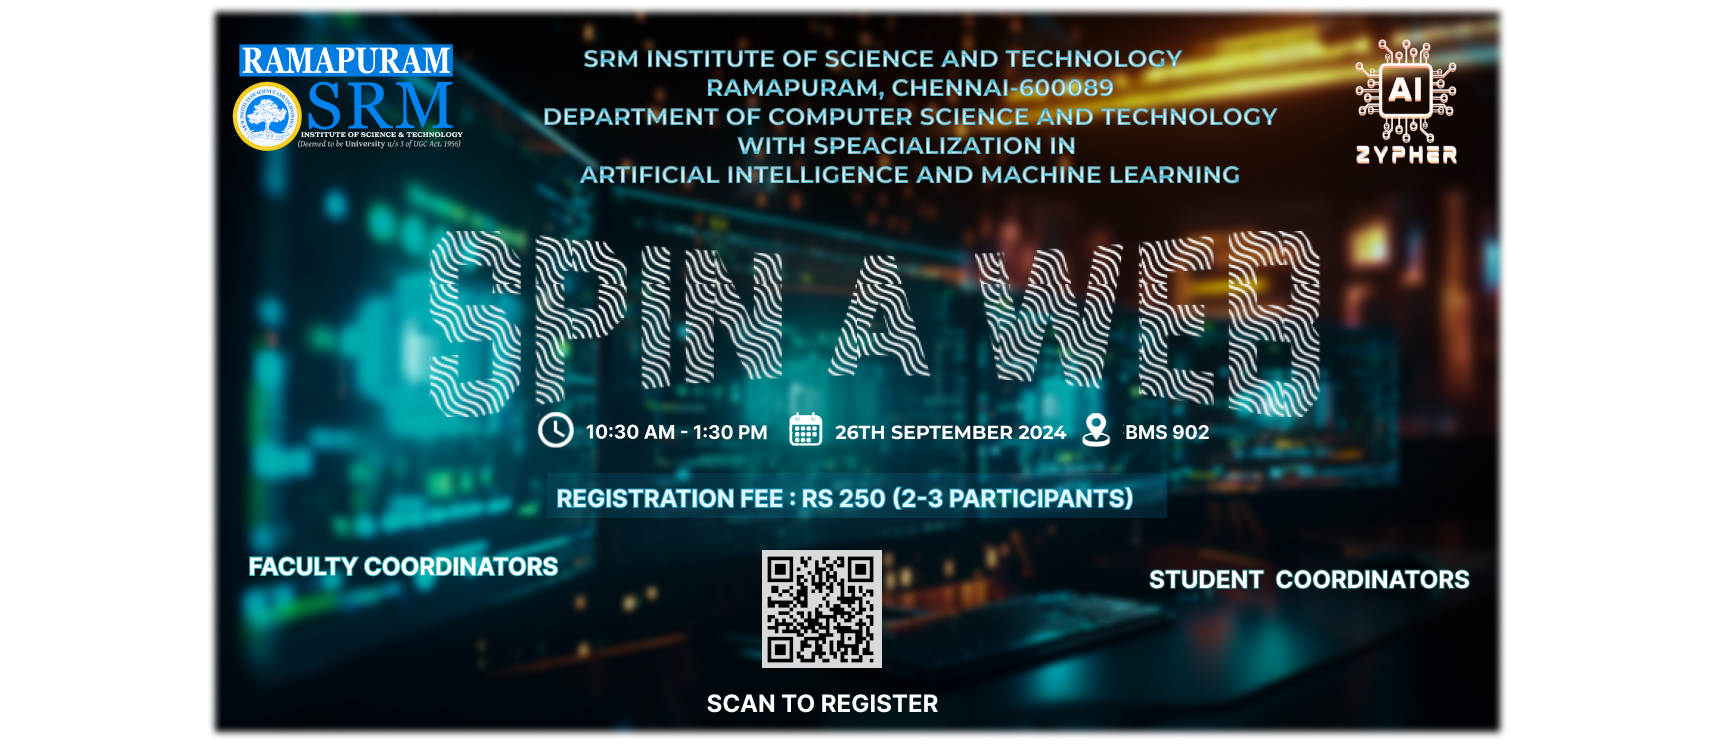 RAMAPURAM
SRM
INSTITUTE OF SCIENCE & TECHNOLOGY
(Deemed to be University u/s 3 of UGC Act, 1956)
SRM INSTITUTE OF SCIENCE AND TECHNOLOGY
RAMAPURAM, CHENNAI-600089
DEPARTMENT OF COMPUTER SCIENCE AND TECHNOLOGY
WITH SPEACIALIZATION IN
ARTIFICIAL INTELLIGENCE AND MACHINE LEARNING
AI
ZYPHER
SPIN A WEB
10:30 AM - 1:30 PM 26TH SEPTEMBER 2024 BMS 902
REGISTRATION FEE : RS 250 (2-3 PARTICIPANTS)
FACULTY COORDINATORS
STUDENT COORDINATORS
SCAN TO REGISTER